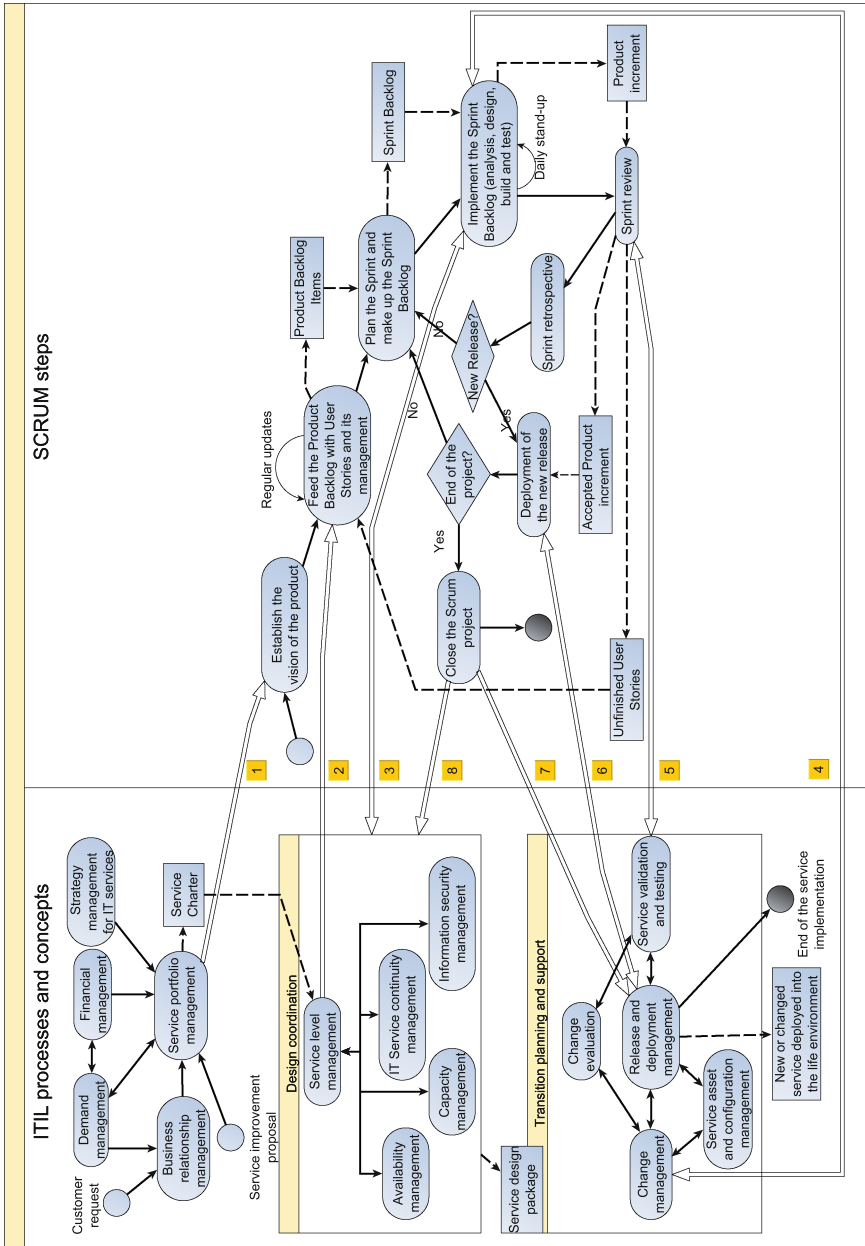 ITIL processes and concepts
SCRUM steps
Customer
request
Demand
management
Financial
management
Strategy
management
for IT services
Business
relationship
management
Service portfolio
management
Service
Charter
Service improvement
proposal
Design coordination
Service level
management
Availability
management
Capacity
management
IT Service continuity
management
Information security
management
Service design
package
Transition planning and support
Change
management
Change
evaluation
Release and
deployment
management
Service validation
and testing
Service asset
and configuration
management
New or changed
service deployed into
the life environment
End of the service
implementation
1
2
3
8
7
6
5
4
Establish the
vision of the product
Regular updates
Feed the Product
Backlog with User
Stories and its
management
Product Backlog
Items
Plan the Sprint and
make up the Sprint
Backlog
Sprint Backlog
Implement the Sprint
Backlog (analysis, design,
build and test)
Daily stand-up
Product
increment
Sprint review
Sprint retrospective
New Release?
No
Yes
Deployment of
the new release
End of the
project?
No
Yes
Close the Scrum
project
Accepted Product
increment
Unfinished User
Stories